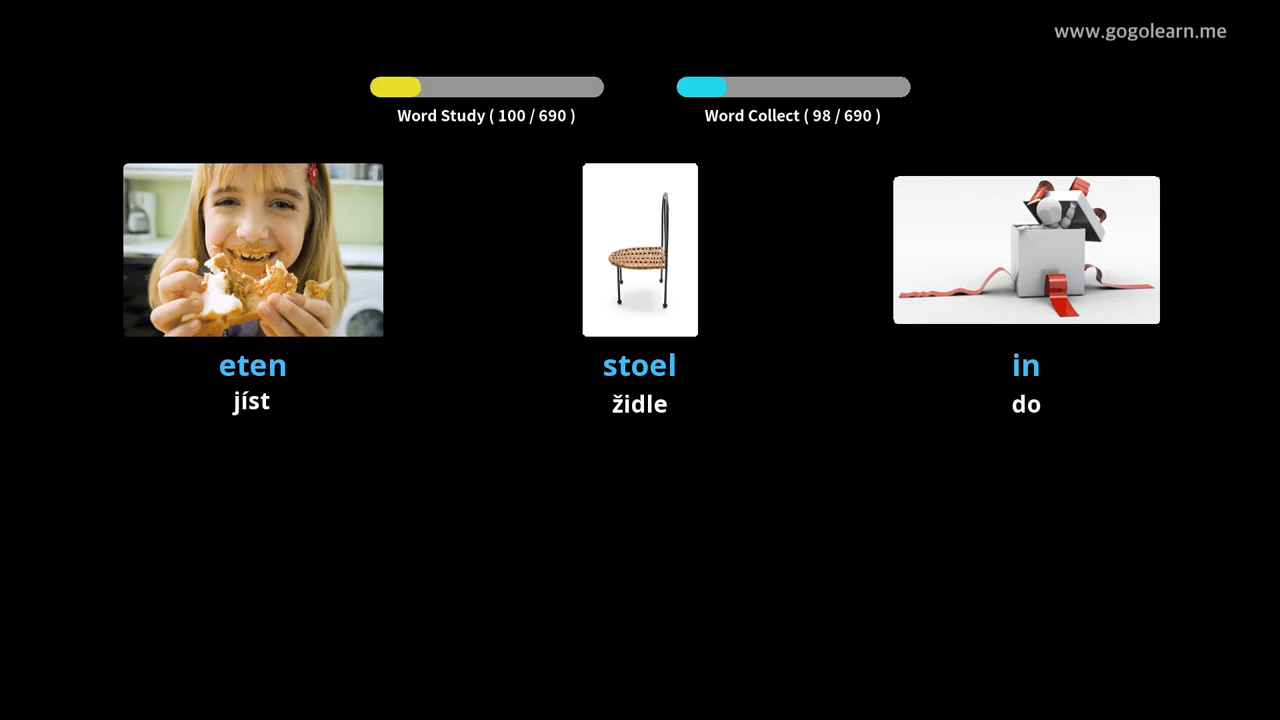 www.gogolearn.me
Word Study ( 100 / 690 )
Word Collect ( 98 / 690 )
eten
jíst
stoel
židle
in
do